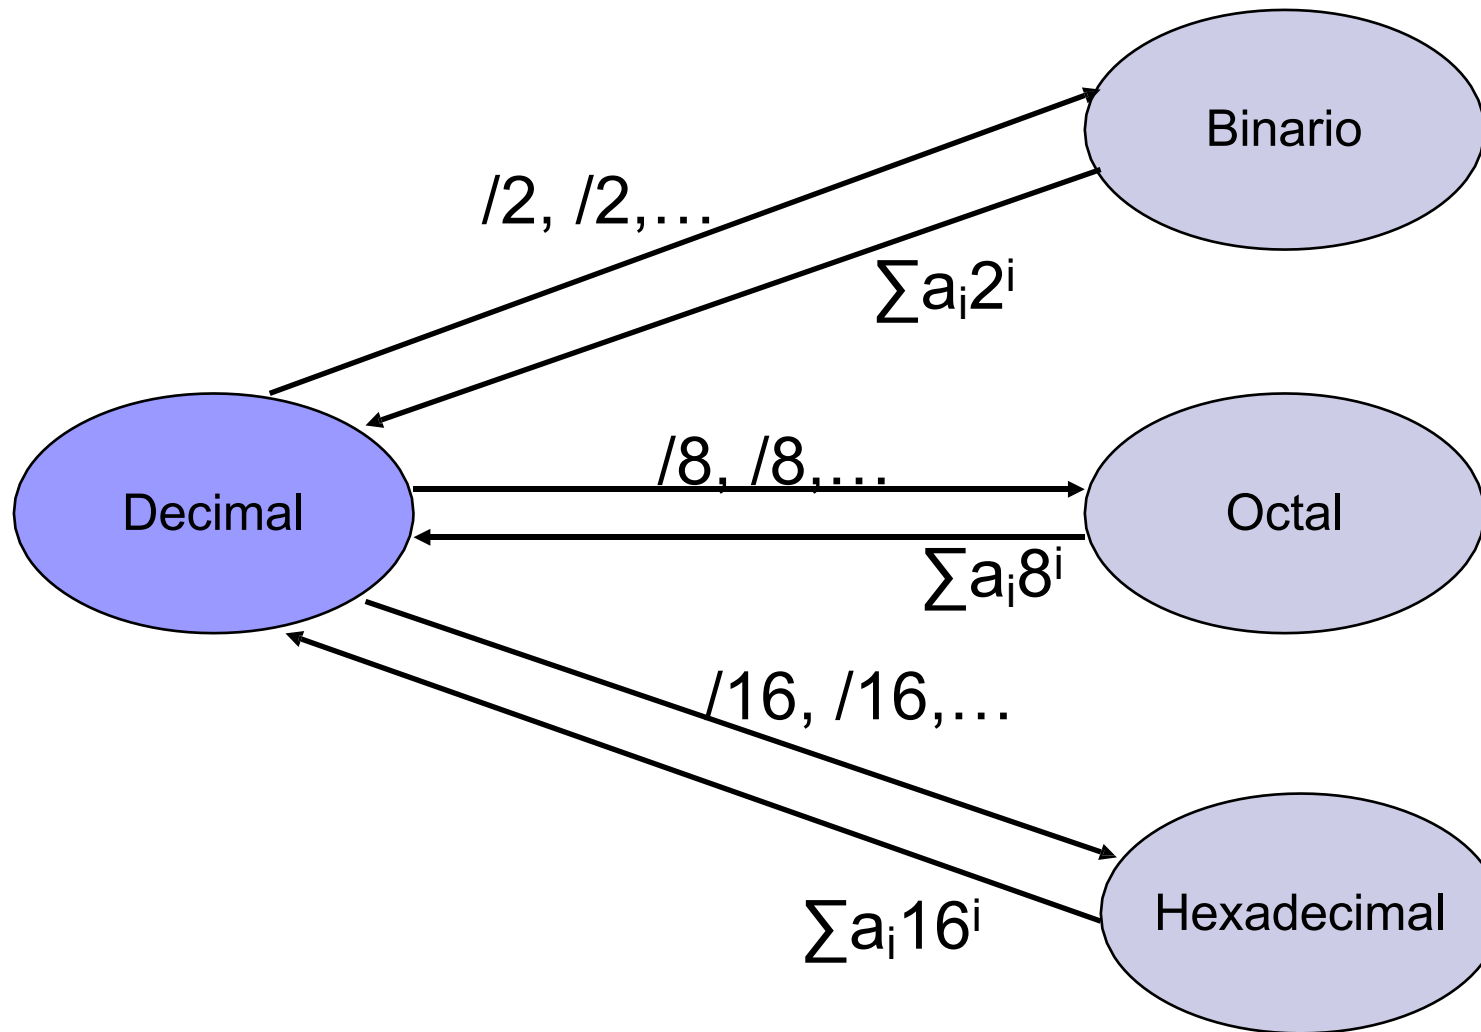 Binario
/2, /2,…
∑aᵢ2ⁱ
Decimal
/8, /8,…
Octal
∑aᵢ8ⁱ
/16, /16,…
∑aᵢ16ⁱ
Hexadecimal